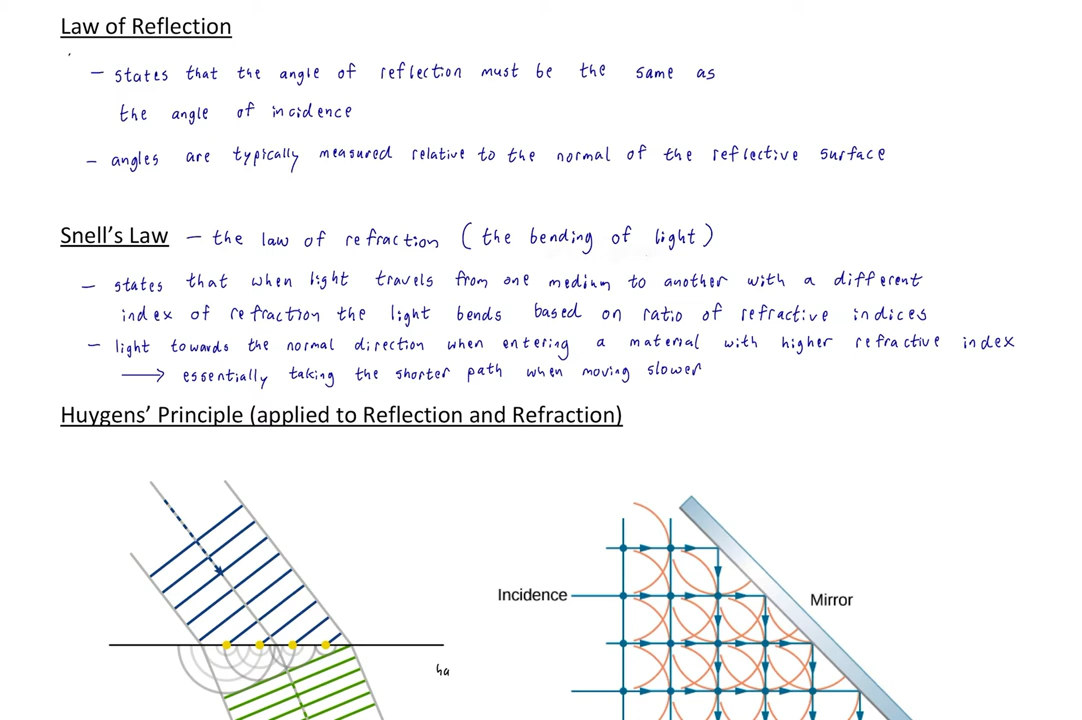 Law of Reflection
- states that the angle of reflection must be the same as
the angle of incidence
- angles are typically measured relative to the normal of the reflective surface
Snell's Law - the law of refraction (the bending of light)
- states that when light travels from one medium to another with a different
index of refraction the light bends based on ratio of refractive indices
- light towards the normal direction when entering a material with higher refractive index
→ essentially taking the shorter path when moving slower
Huygens' Principle (applied to Reflection and Refraction)
Incidence
Mirror
ha